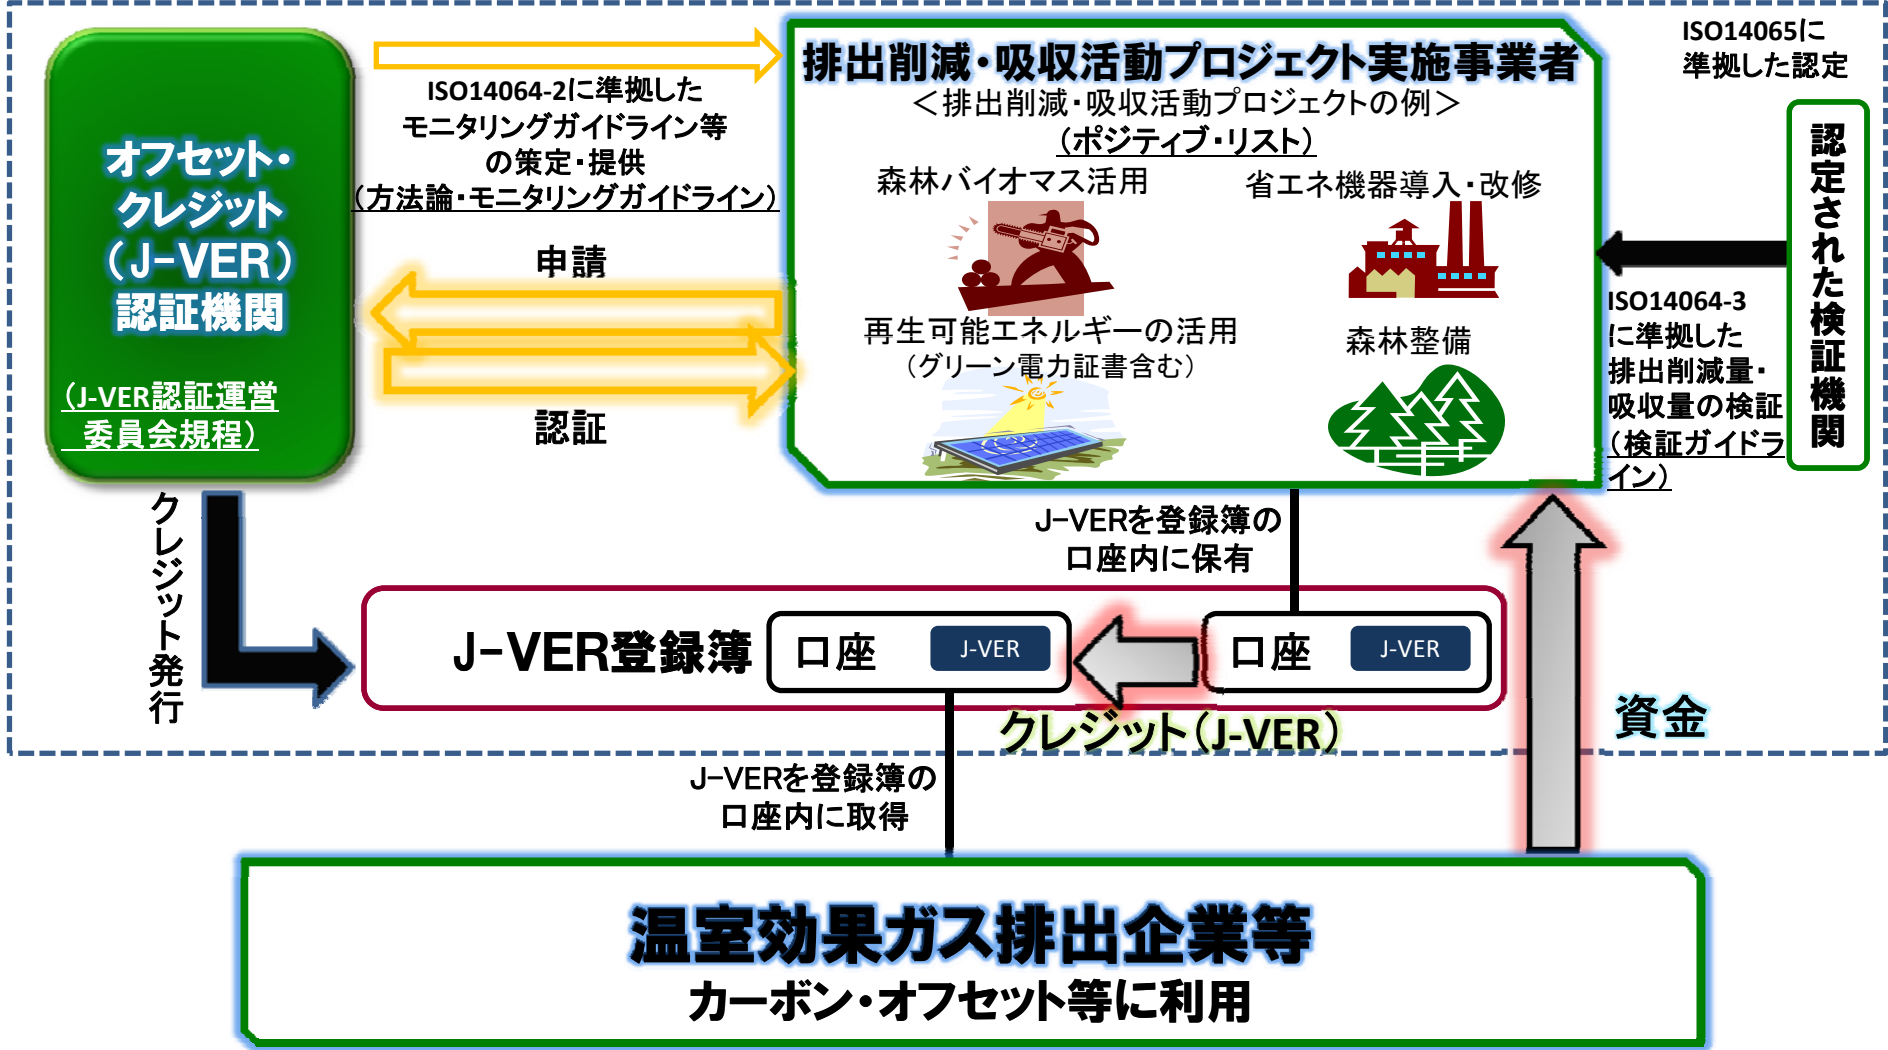 オフセット・
クレジット
（J-VER）
認証機関
（J-VER認証運営
委員会規程）
ISO14064-2に準拠した
モニタリングガイドライン等
の策定・提供
（方法論・モニタリングガイドライン）
申請
認証
排出削減・吸収活動プロジェクト実施事業者
＜排出削減・吸収活動プロジェクトの例＞
（ポジティブ・リスト）
森林バイオマス活用
省エネ機器導入・改修
再生可能エネルギーの活用
（グリーン電力証書含む）
森林整備
ISO14065に
準拠した認定
認定された検証機関
ISO14064-3
に準拠した
排出削減量・
吸収量の検証
（検証ガイドラ
イン）
クレジット発行
J-VERを登録簿の
口座内に保有
J-VER登録簿
口座
J-VER
口座
J-VER
クレジット（J-VER）
資金
J-VERを登録簿の
口座内に取得
温室効果ガス排出企業等
カーボン・オフセット等に利用